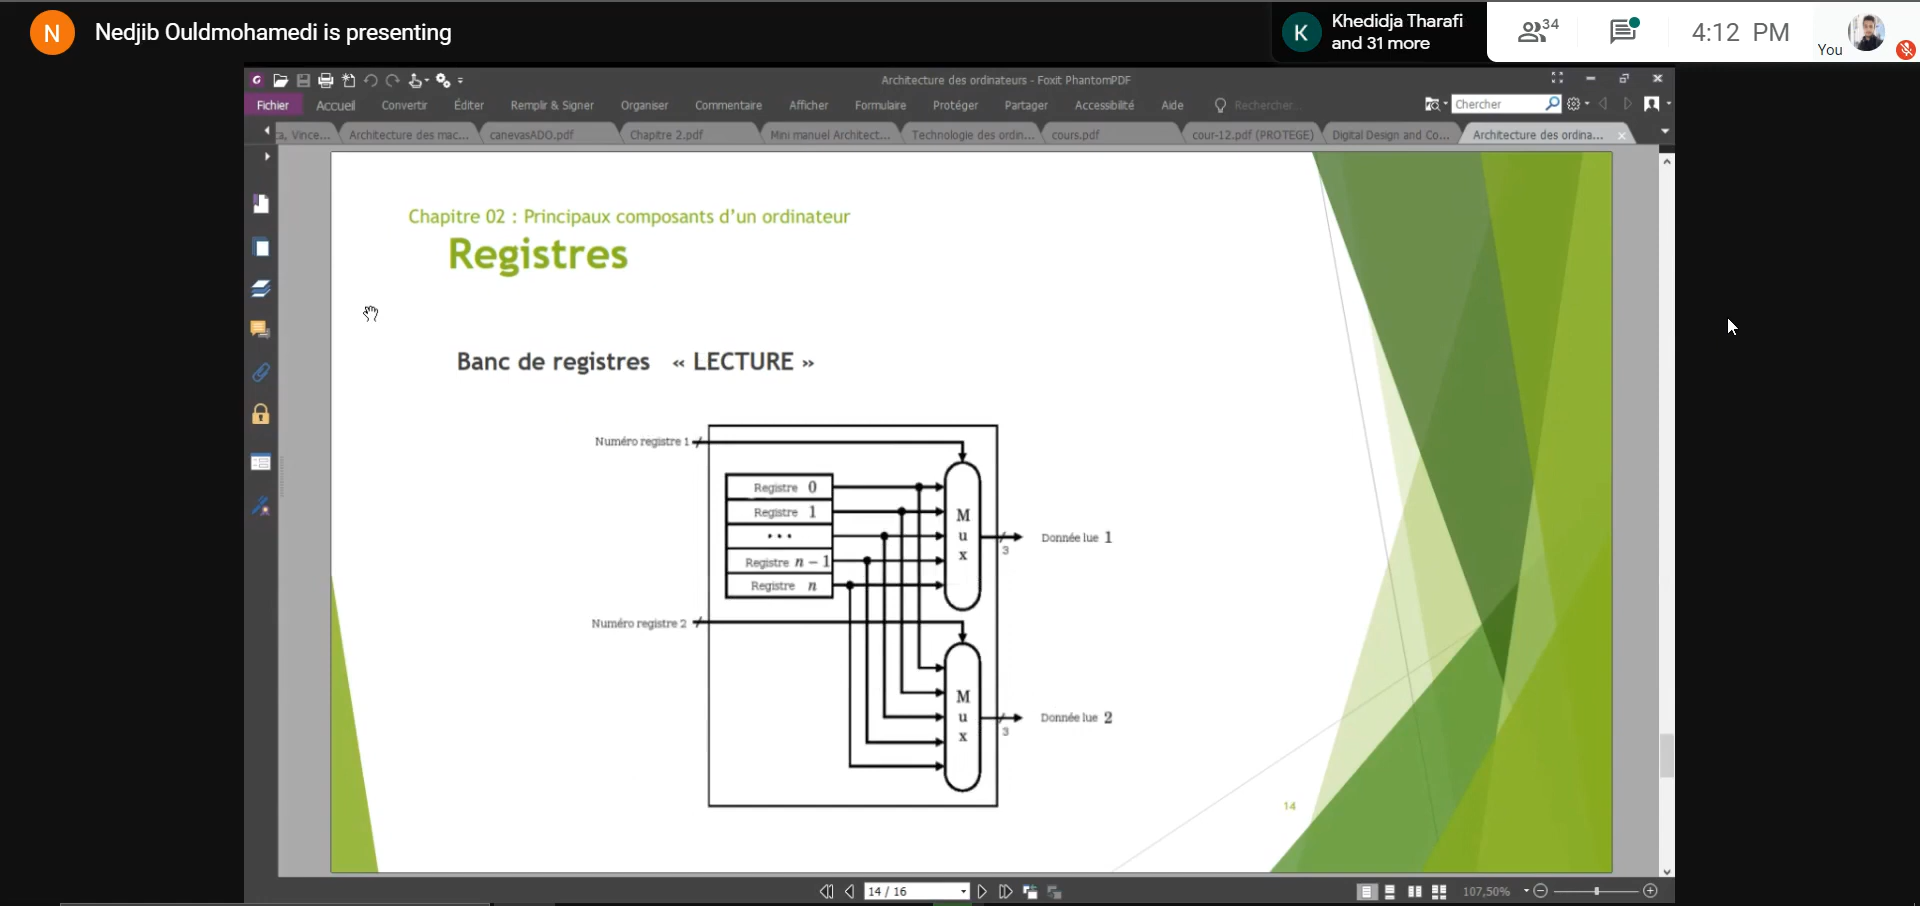 N Nedjib Ouldmohamedi is presenting
K Khedidja Tharafi
and 31 more
34
4:12 PM
You
Architecture des ordinateurs - Foxit PhantomPDF
Fichier Accueil Convertir Éditer Remplir & Signer Organiser Commentaire Afficher Formulaire Protéger Partager Accessibilité Aide Rechercher... Chercher
ta, Vince... Architecture des mac... canevasADO.pdf Chapitre 2.pdf Mini manuel Architect... Technologie des ordin... cours.pdf cour-12.pdf (PROTEGE) Digital Design and Co... Architecture des ordina...
Chapitre 02 : Principaux composants d'un ordinateur
Registres
Banc de registres « LECTURE »
Numéro registre 1
Registre 0
Registre 1
...
Registre n − 1
Registre n
Mux
3
Donnée lue 1
Numéro registre 2
Mux
3
Donnée lue 2
14
14 / 16
107,50%